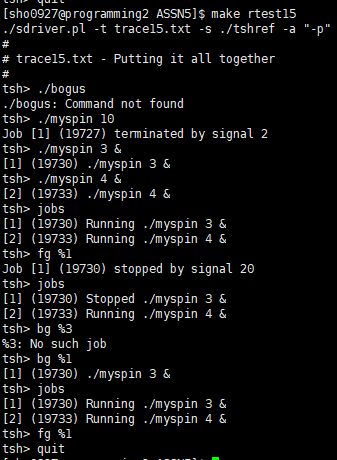 tsh> quit
[sho0927@programming2 ASSN5]$ make rtest15
./sdriver.pl -t trace15.txt -s ./tshref -a "-p"
#
# trace15.txt - Putting it all together
#
tsh> ./bogus
./bogus: Command not found
tsh> ./myspin 10
Job [1] (19727) terminated by signal 2
tsh> ./myspin 3 &
[1] (19730) ./myspin 3 &
tsh> ./myspin 4 &
[2] (19733) ./myspin 4 &
tsh> jobs
[1] (19730) Running ./myspin 3 &
[2] (19733) Running ./myspin 4 &
tsh> fg %1
Job [1] (19730) stopped by signal 20
tsh> jobs
[1] (19730) Stopped ./myspin 3 &
[2] (19733) Running ./myspin 4 &
tsh> bg %3
%3: No such job
tsh> bg %1
[1] (19730) ./myspin 3 &
tsh> jobs
[1] (19730) Running ./myspin 3 &
[2] (19733) Running ./myspin 4 &
tsh> fg %1
tsh> quit
[sho0927@programming2 ASSN5]$